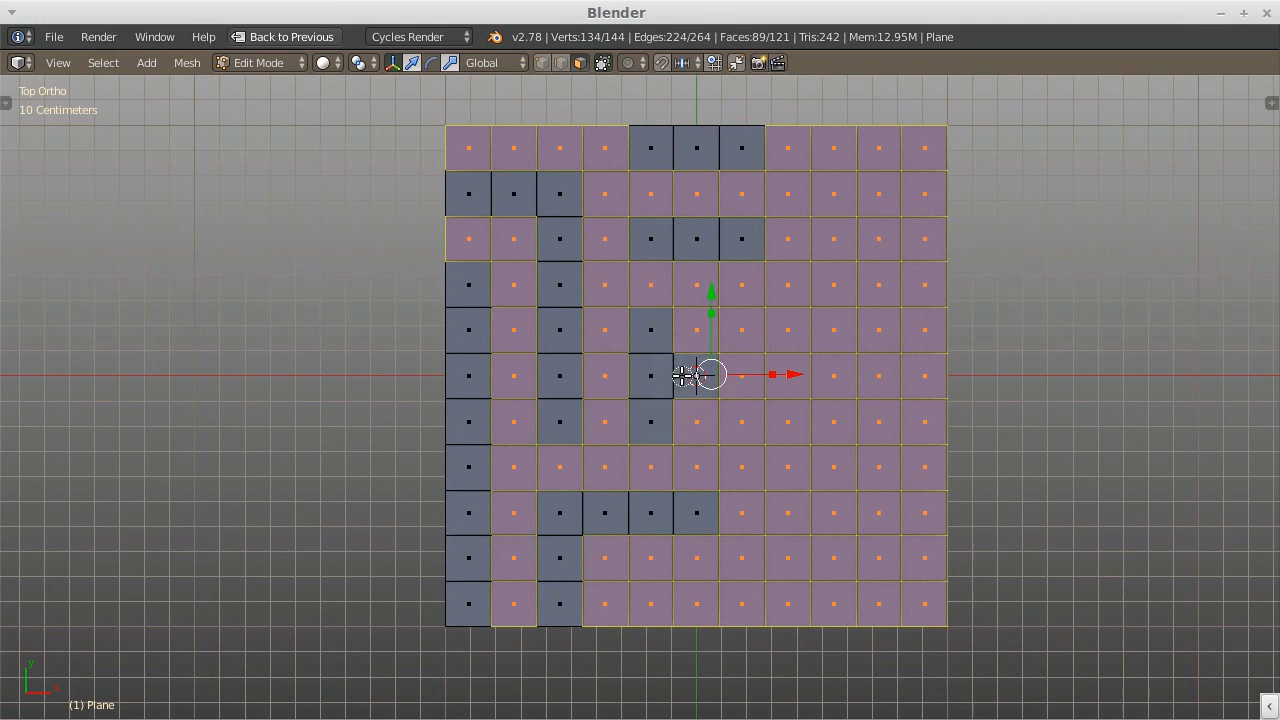 Blender
File Render Window Help Back to Previous Cycles Render v2.78 | Verts:134/144 | Edges:224/264 | Faces:89/121 | Tris:242 | Mem:12.95M | Plane
View Select Add Mesh Edit Mode Global
Top Ortho
10 Centimeters
y
x
(1) Plane